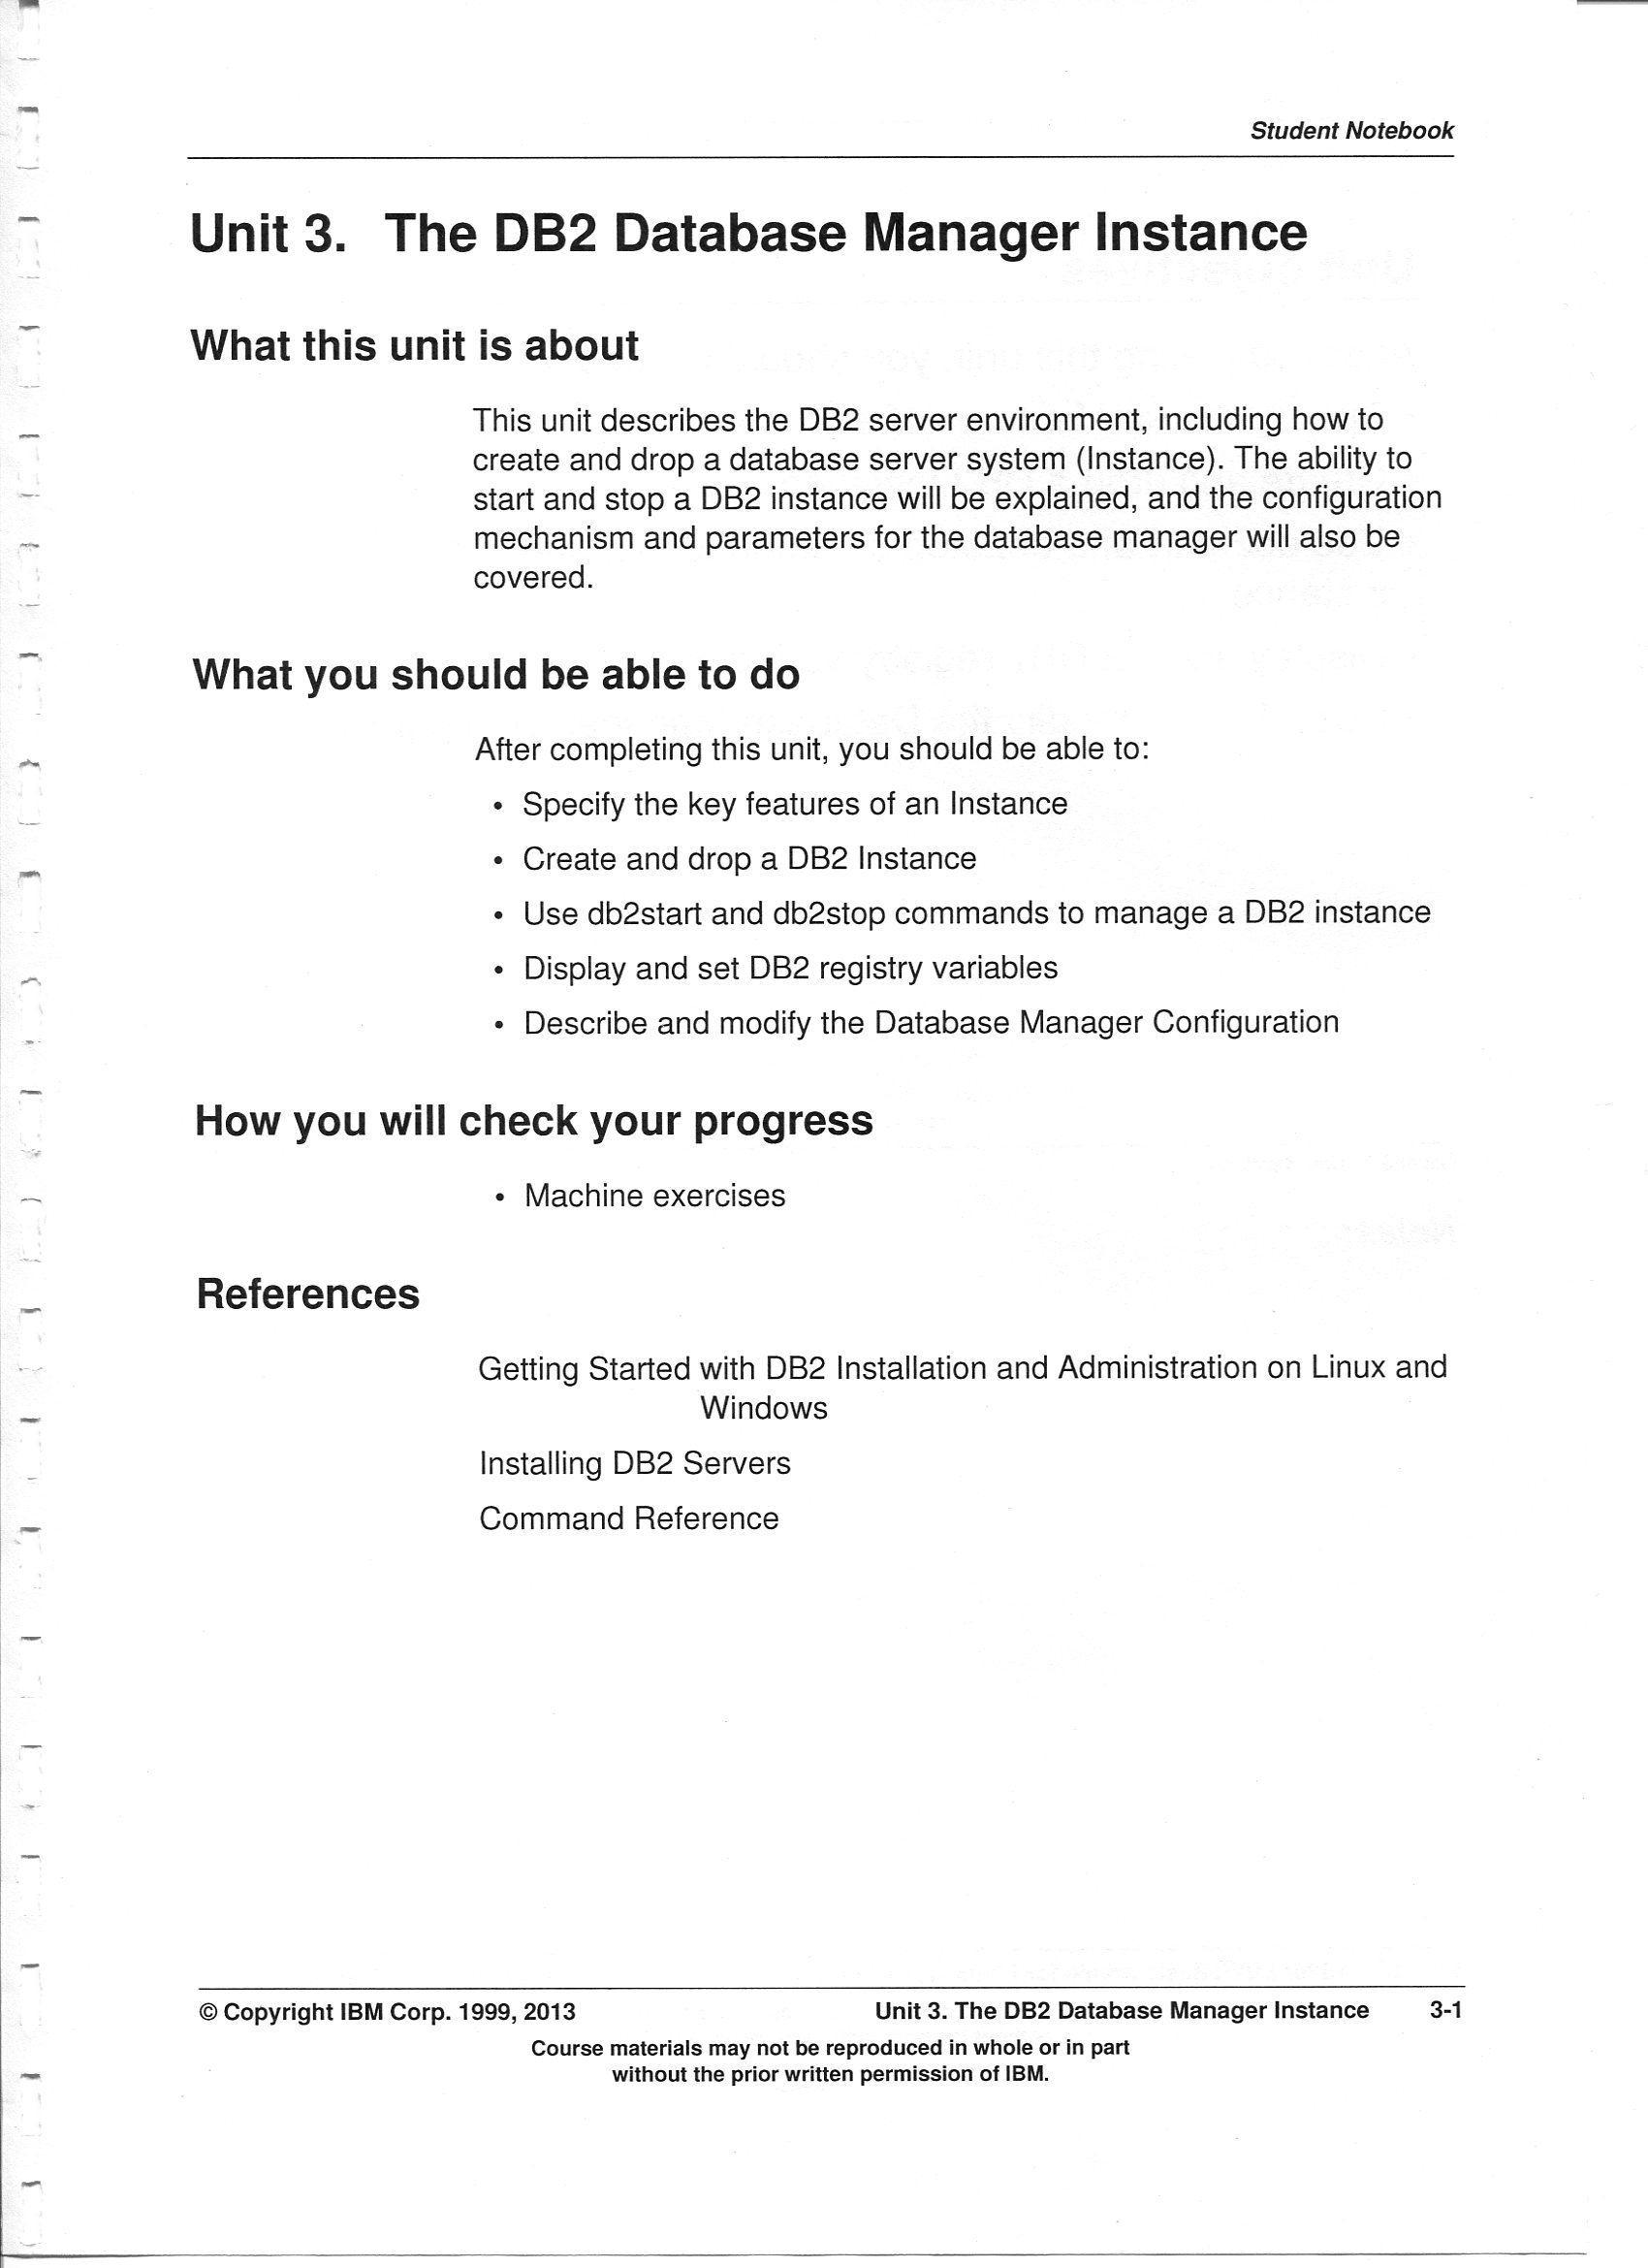 Student Notebook
Unit 3. The DB2 Database Manager Instance
What this unit is about
This unit describes the DB2 server environment, including how to
create and drop a database server system (Instance). The ability to
start and stop a DB2 instance will be explained, and the configuration
mechanism and parameters for the database manager will also be
covered.
What you should be able to do
After completing this unit, you should be able to:
• Specify the key features of an Instance
• Create and drop a DB2 Instance
• Use db2start and db2stop commands to manage a DB2 instance
• Display and set DB2 registry variables
• Describe and modify the Database Manager Configuration
How you will check your progress
• Machine exercises
References
Getting Started with DB2 Installation and Administration on Linux and
Windows
Installing DB2 Servers
Command Reference
© Copyright IBM Corp. 1999, 2013 Unit 3. The DB2 Database Manager Instance 3-1
Course materials may not be reproduced in whole or in part
without the prior written permission of IBM.